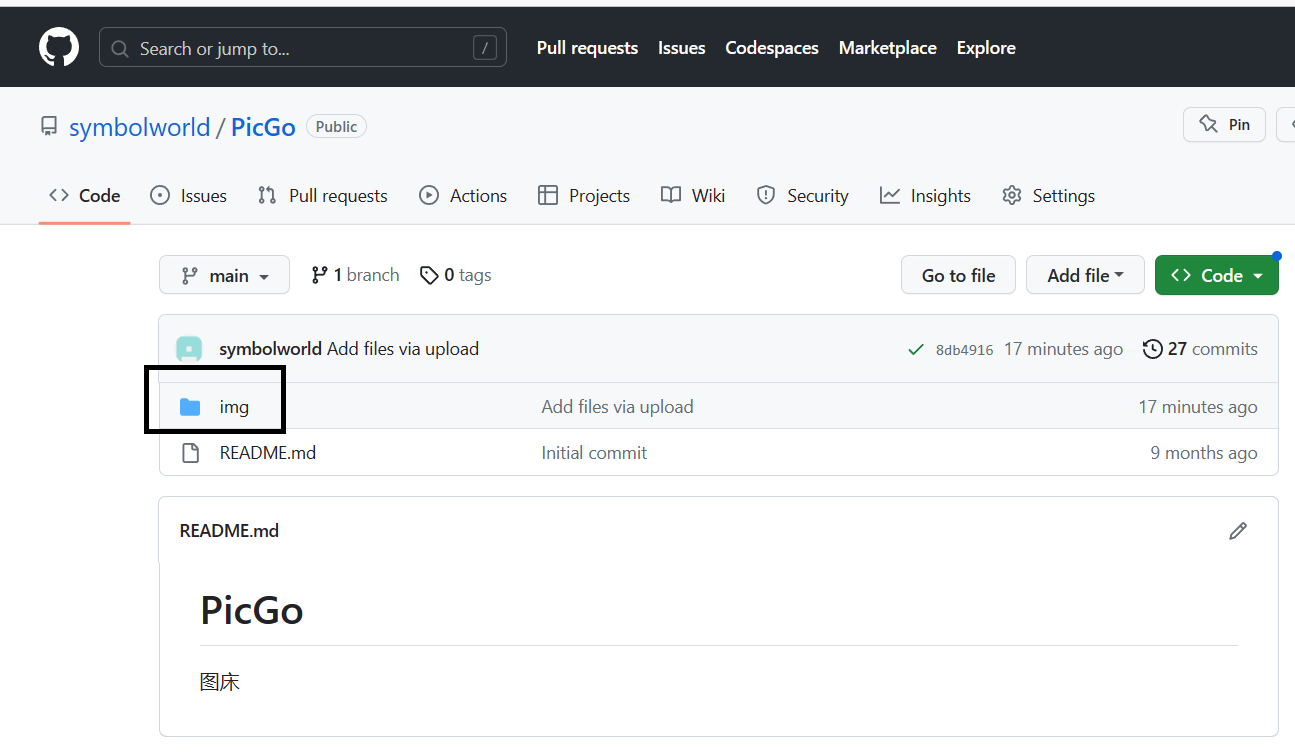 Search or jump to... /
Pull requests Issues Codespaces Marketplace Explore
symbolworld / PicGo Public
Pin
Code Issues Pull requests Actions Projects Wiki Security Insights Settings
main 1 branch 0 tags Go to file Add file Code
symbolworld Add files via upload 8db4916 17 minutes ago 27 commits
img Add files via upload 17 minutes ago
README.md Initial commit 9 months ago
README.md
PicGo
图床